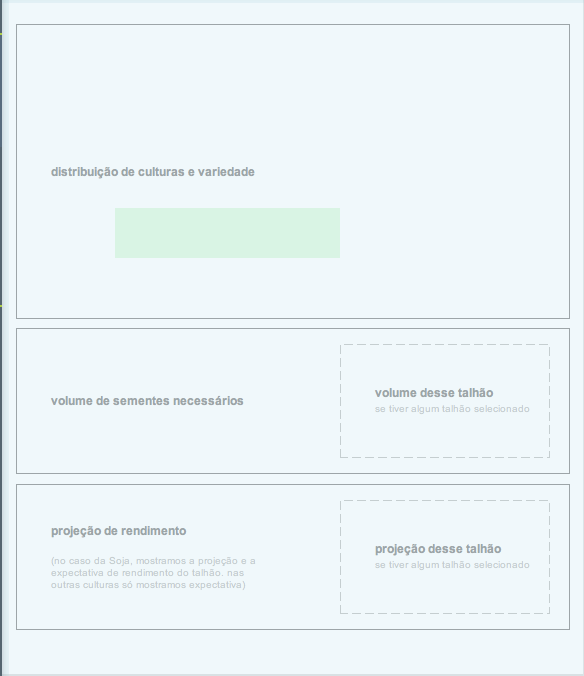 distribuição de culturas e variedade
volume de sementes necessários
volume desse talhão
se tiver algum talhão selecionado
projeção de rendimento
(no caso da Soja, mostramos a projeção e a
expectativa de rendimento do talhão. nas
outras culturas só mostramos expectativa)
projeção desse talhão
se tiver algum talhão selecionado